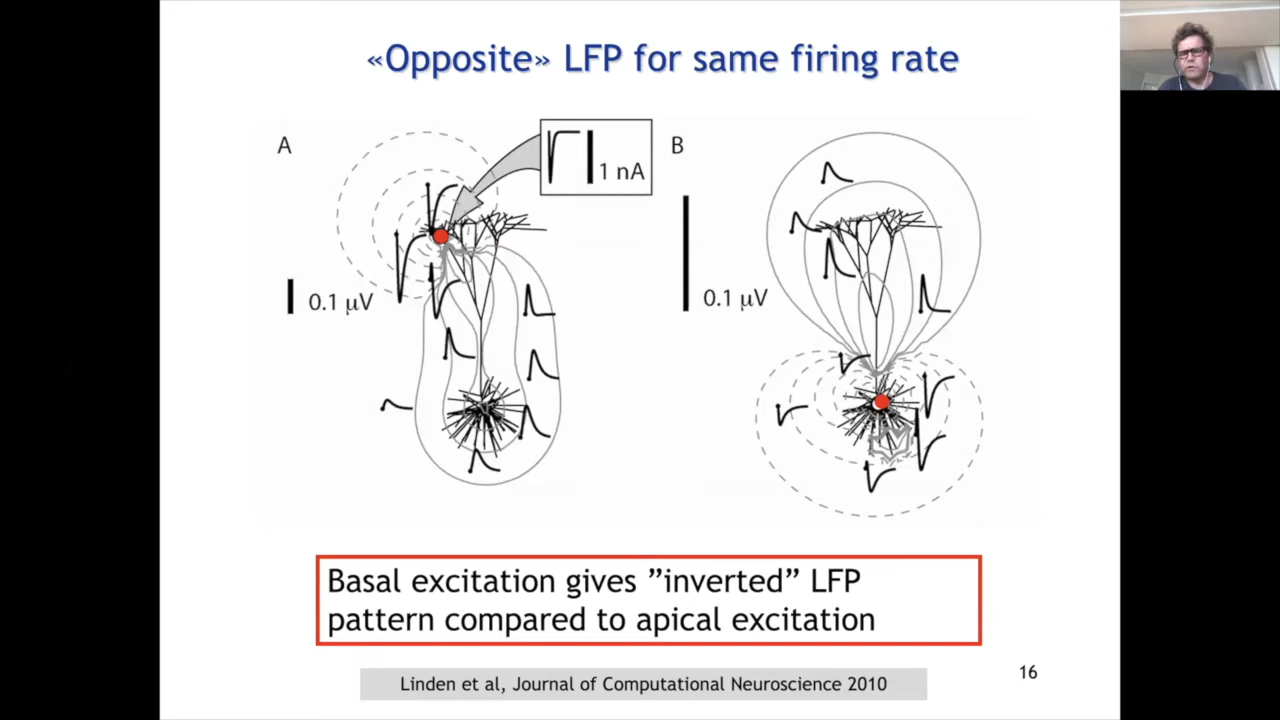 «Opposite» LFP for same firing rate
A
1 nA
B
0.1 μV
0.1 μV
Basal excitation gives ”inverted” LFP
pattern compared to apical excitation
16
Linden et al, Journal of Computational Neuroscience 2010